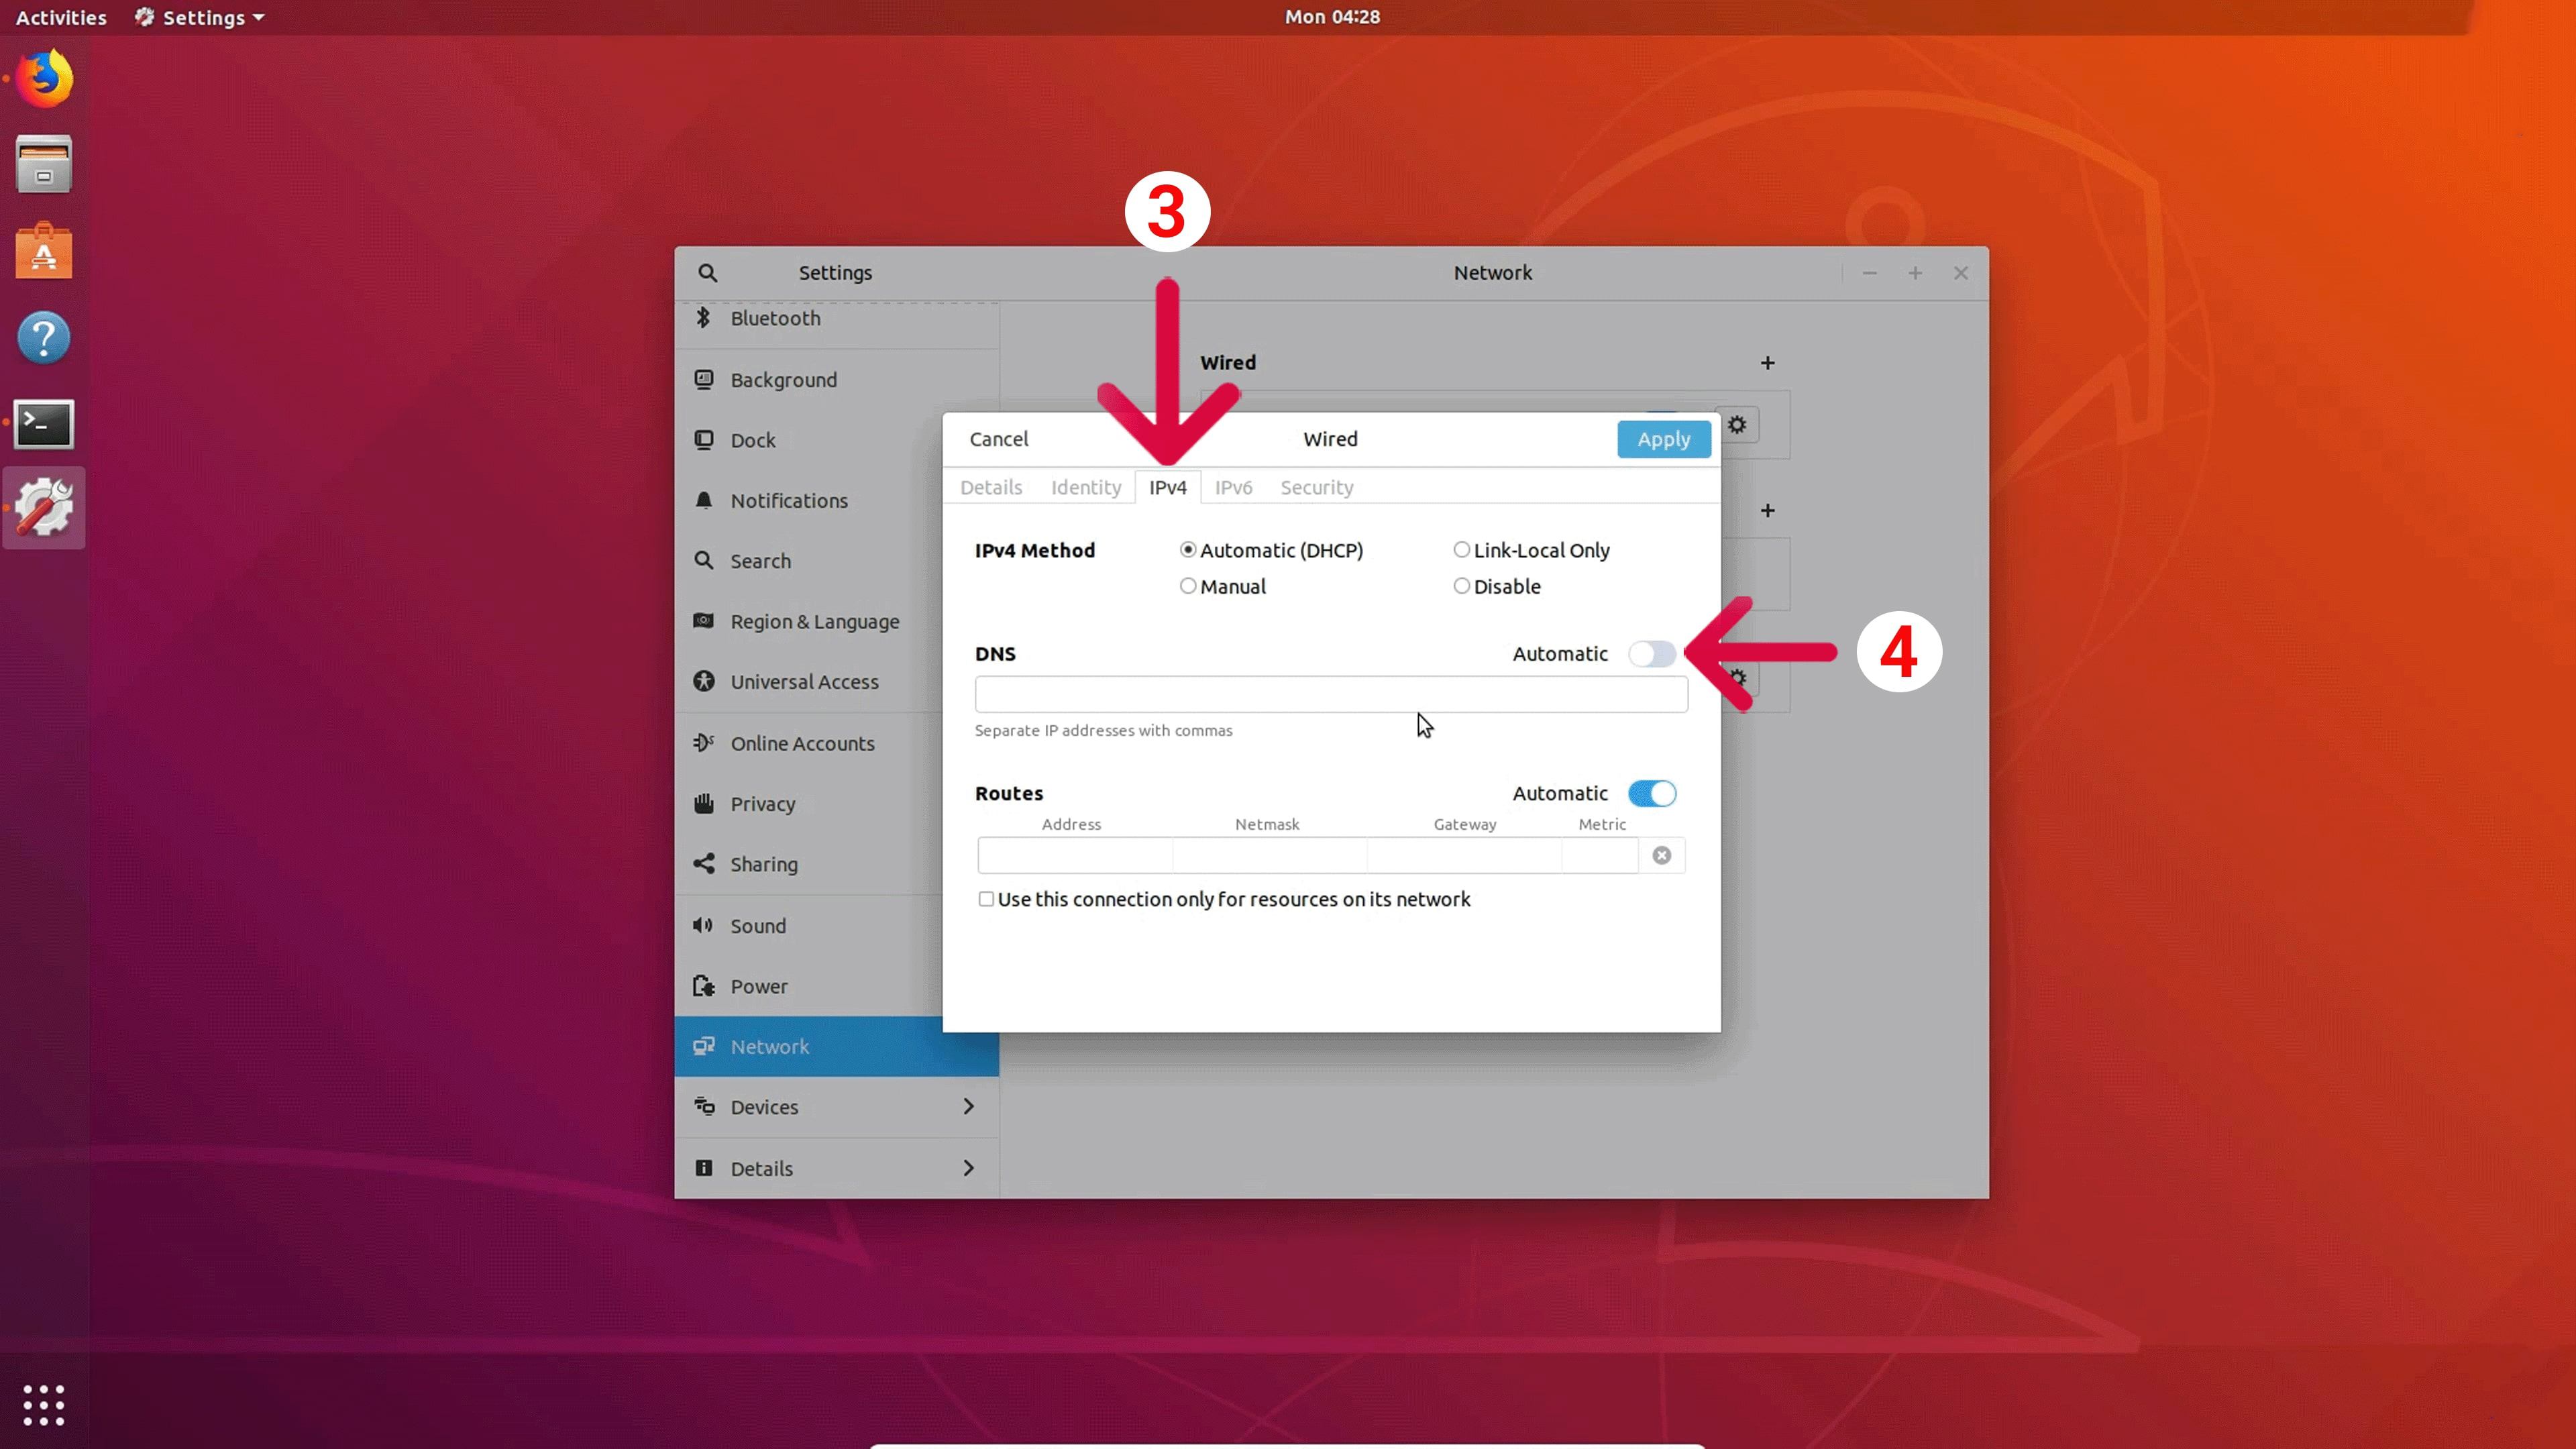 Activities Settings Mon 04:28
3
Settings Network
Bluetooth
Wired
Background
Cancel Wired Apply
Dock
Details Identity IPv4 IPv6 Security
Notifications
IPv4 Method Automatic (DHCP) Link-Local Only
Search
Manual Disable
Region & Language
DNS Automatic
4
Universal Access
Separate IP addresses with commas
Online Accounts
Routes Automatic
Privacy
Address Netmask Gateway Metric
Sharing
Use this connection only for resources on its network
Sound
Power
Network
Devices
Details